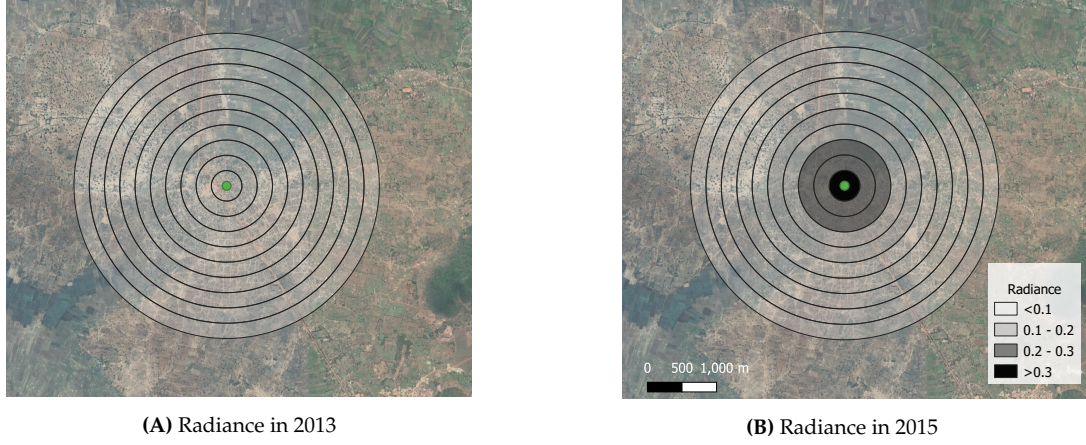 Radiance
<0.1
0.1 - 0.2
0.2 - 0.3
>0.3
0 500 1,000 m
(A) Radiance in 2013
(B) Radiance in 2015